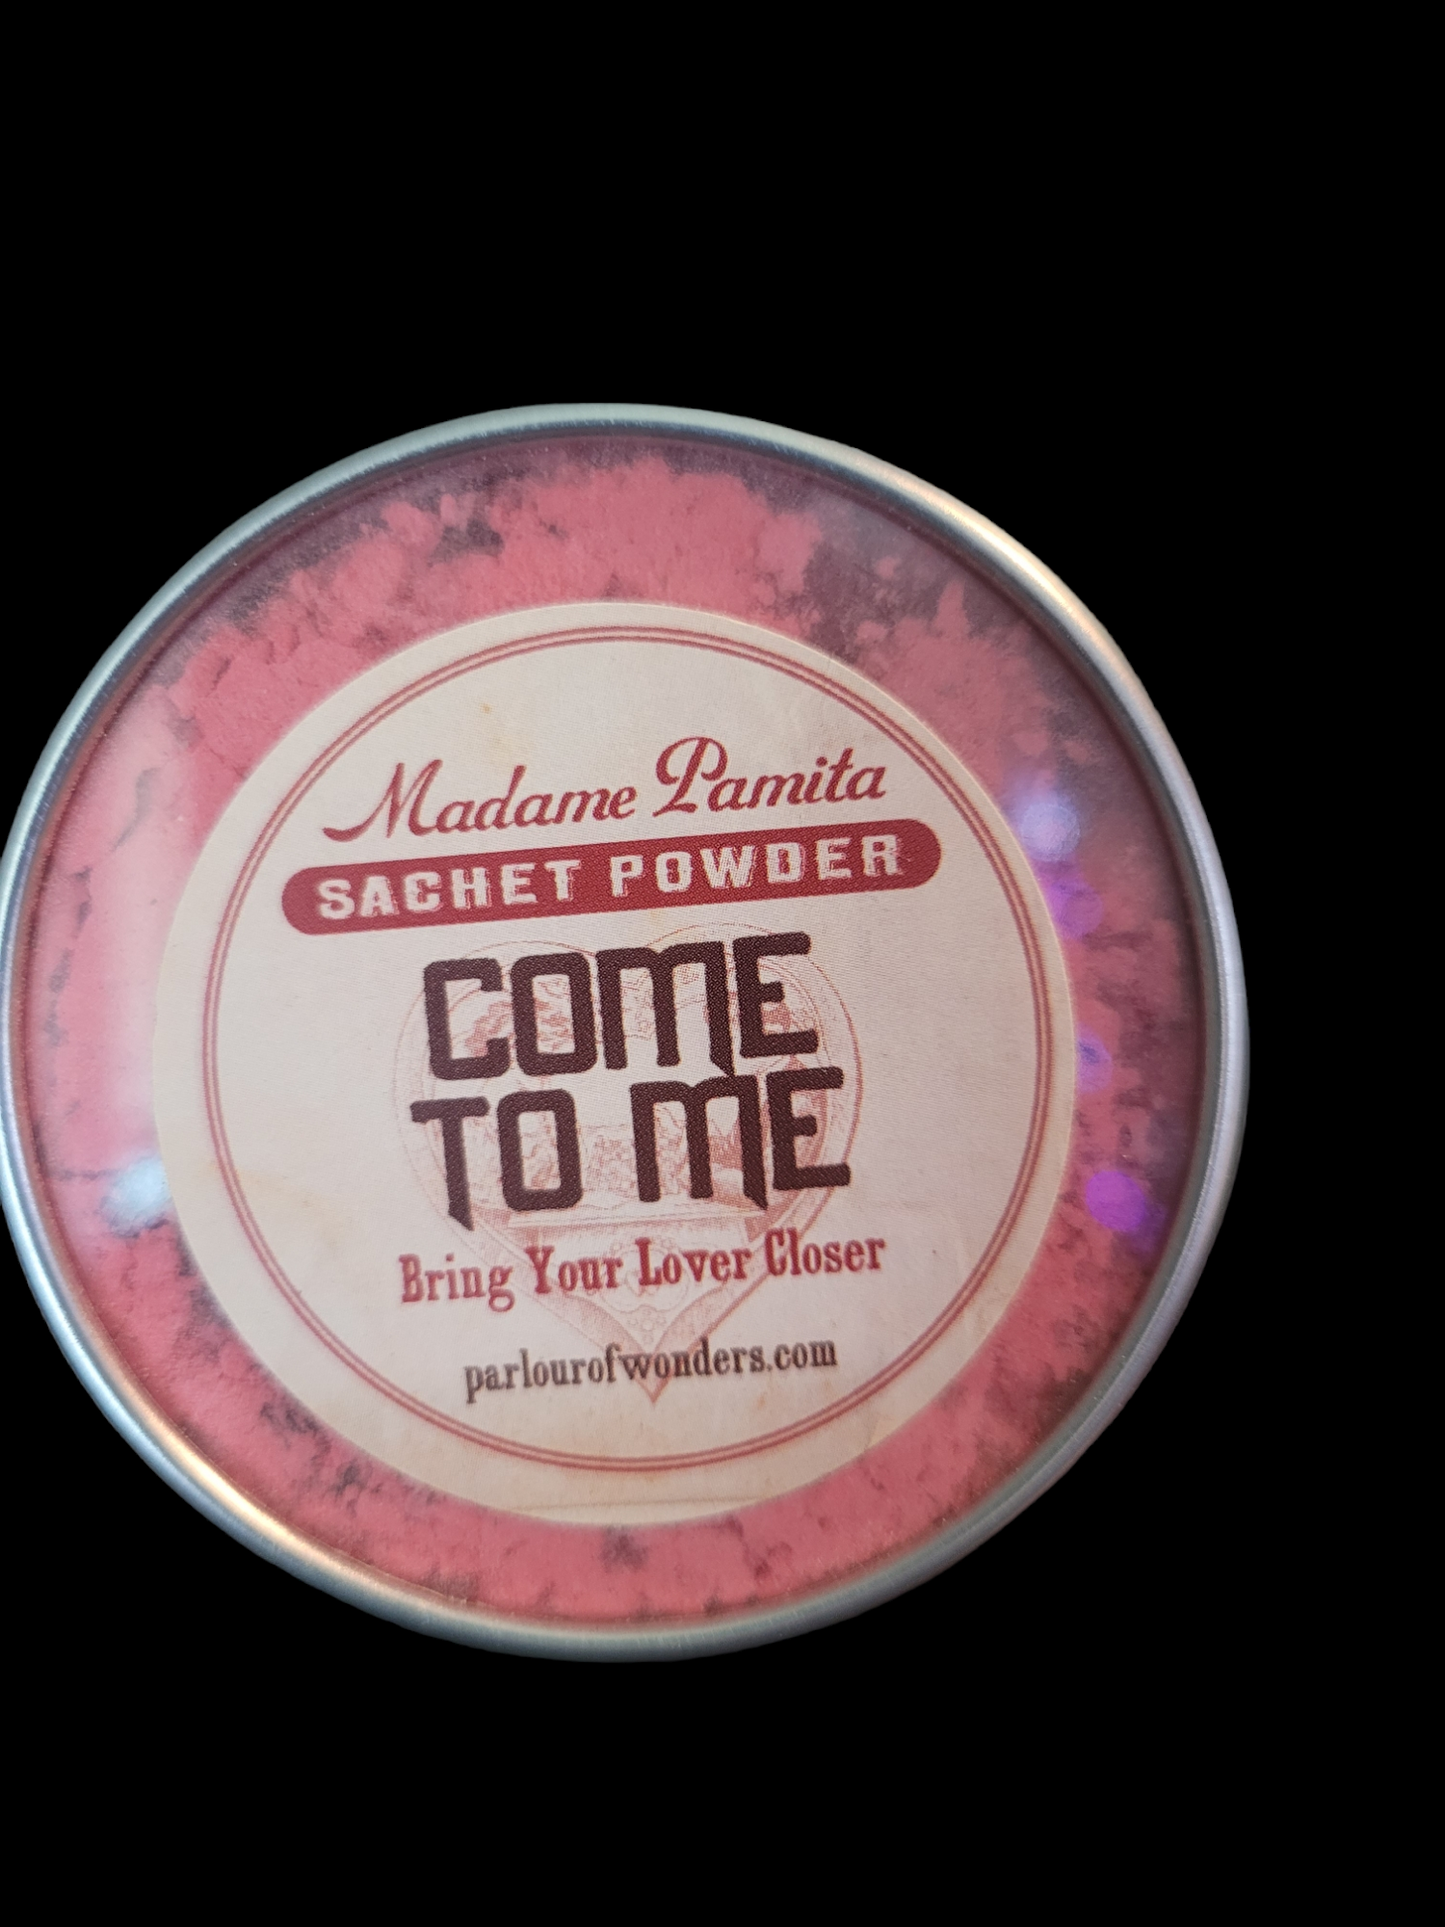 Madame Pamita
SACHET POWDER
COME
TO ME
Bring Your Lover Closer
parlourofwonders.com